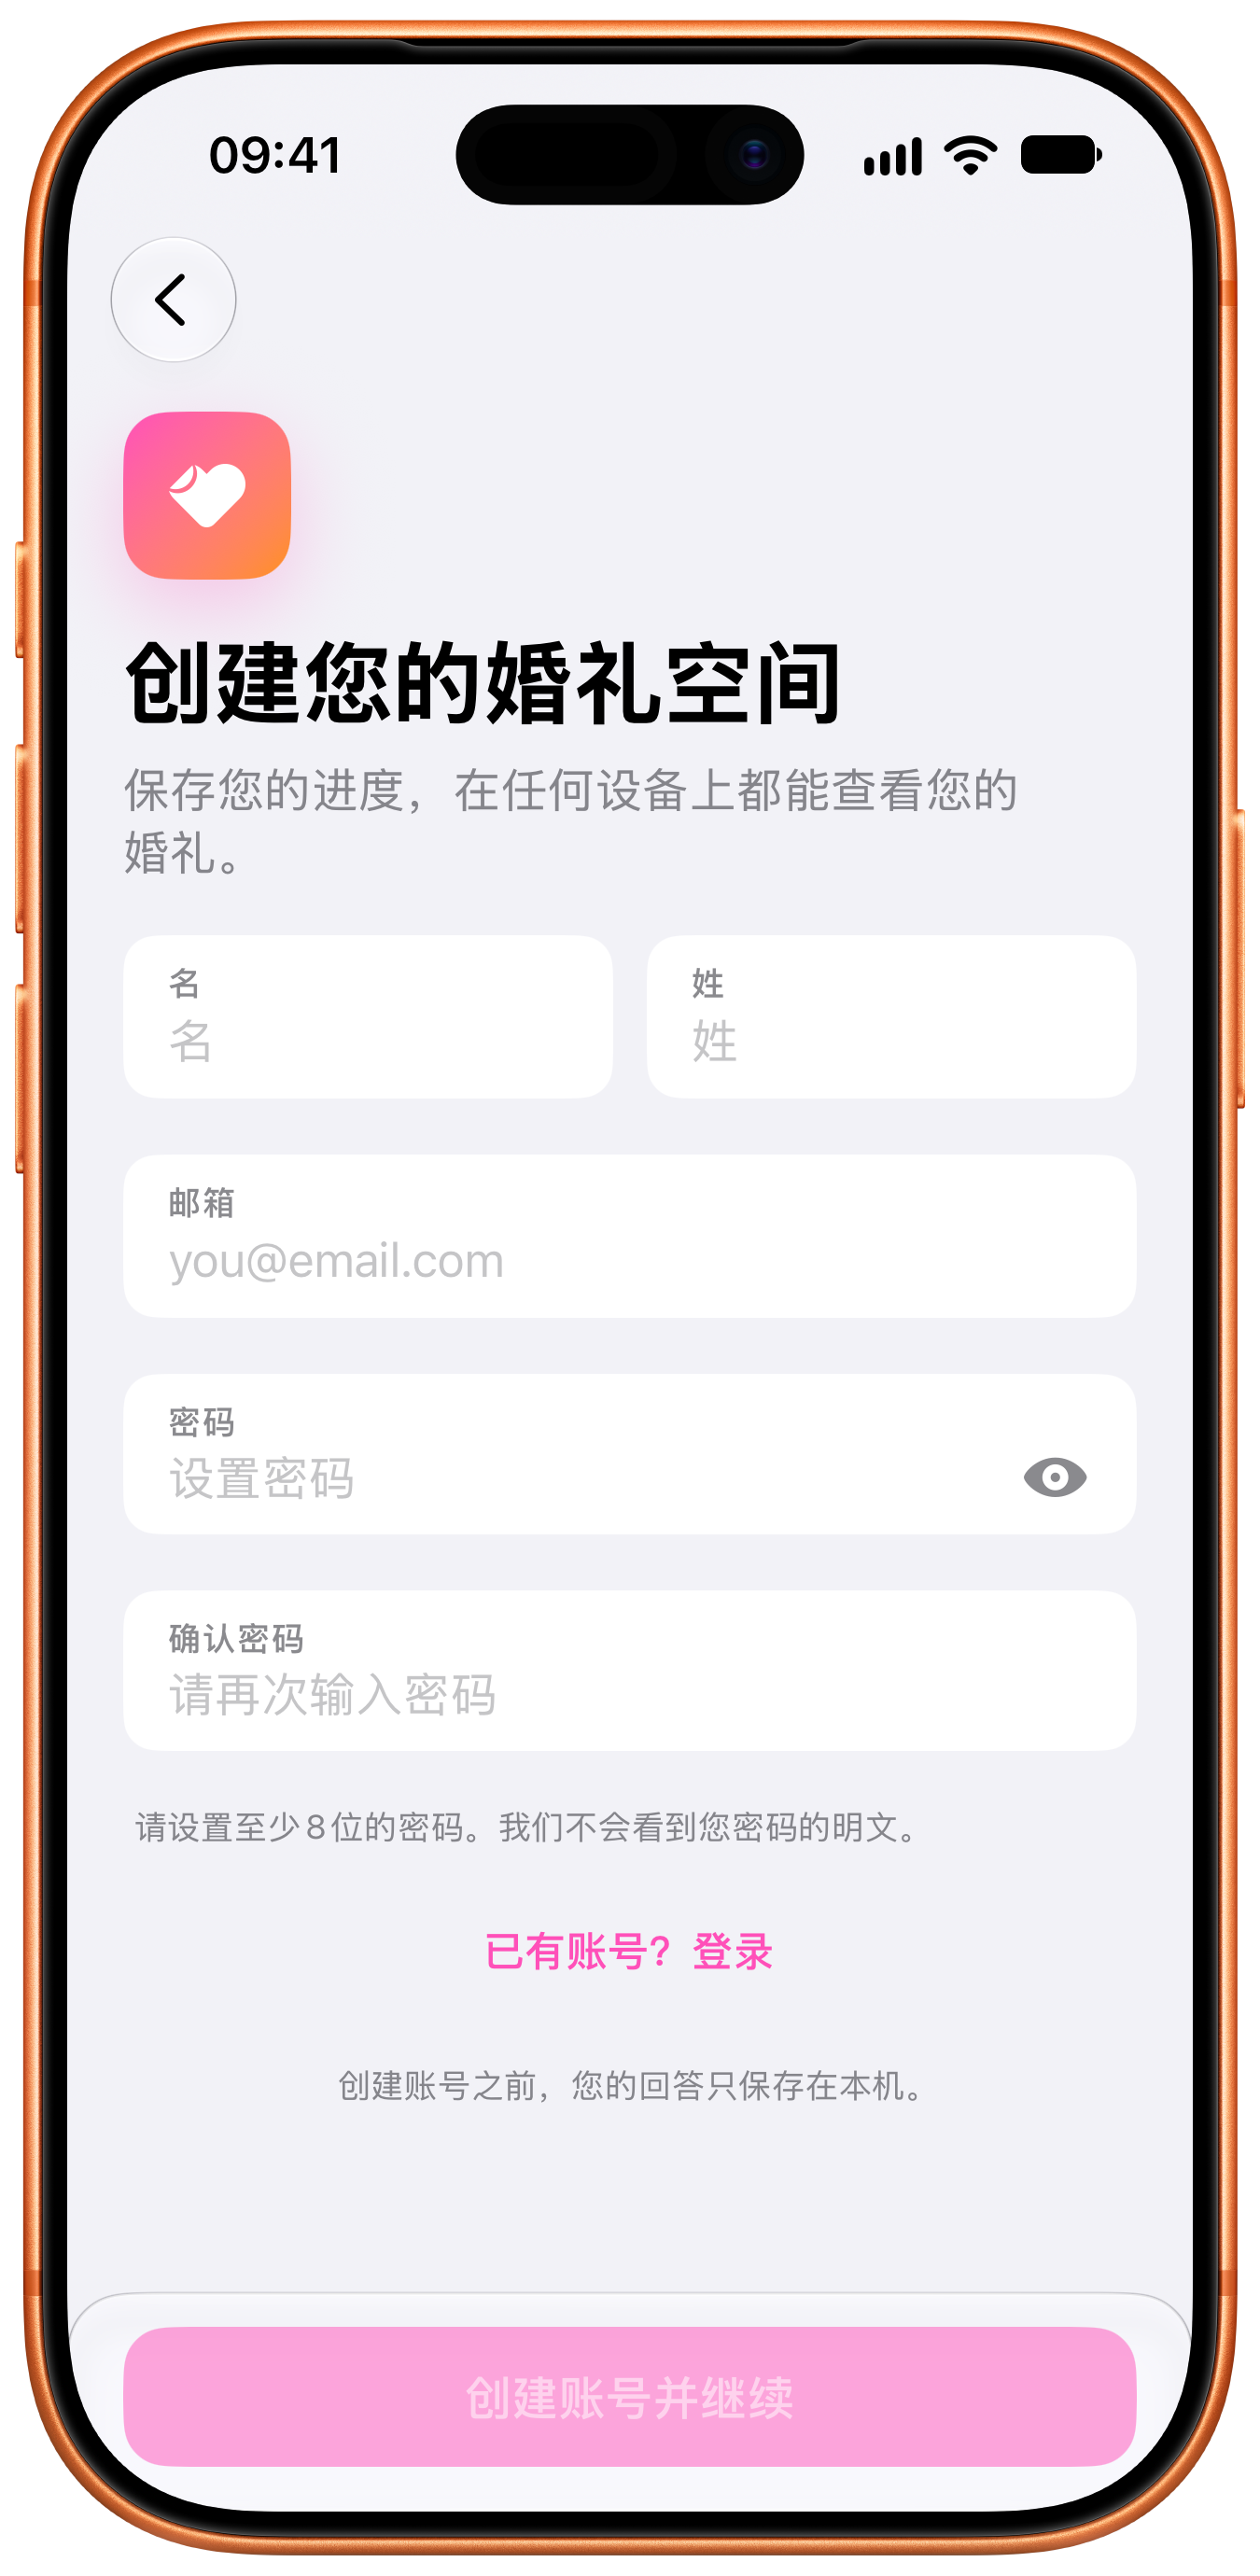 09:41
创建您的婚礼空间
保存您的进度，在任何设备上都能查看您的
婚礼。
名
名
姓
姓
邮箱
you@email.com
密码
设置密码
确认密码
请再次输入密码
请设置至少8位的密码。我们不会看到您密码的明文。
已有账号？登录
创建账号之前，您的回答只保存在本机。
创建账号并继续